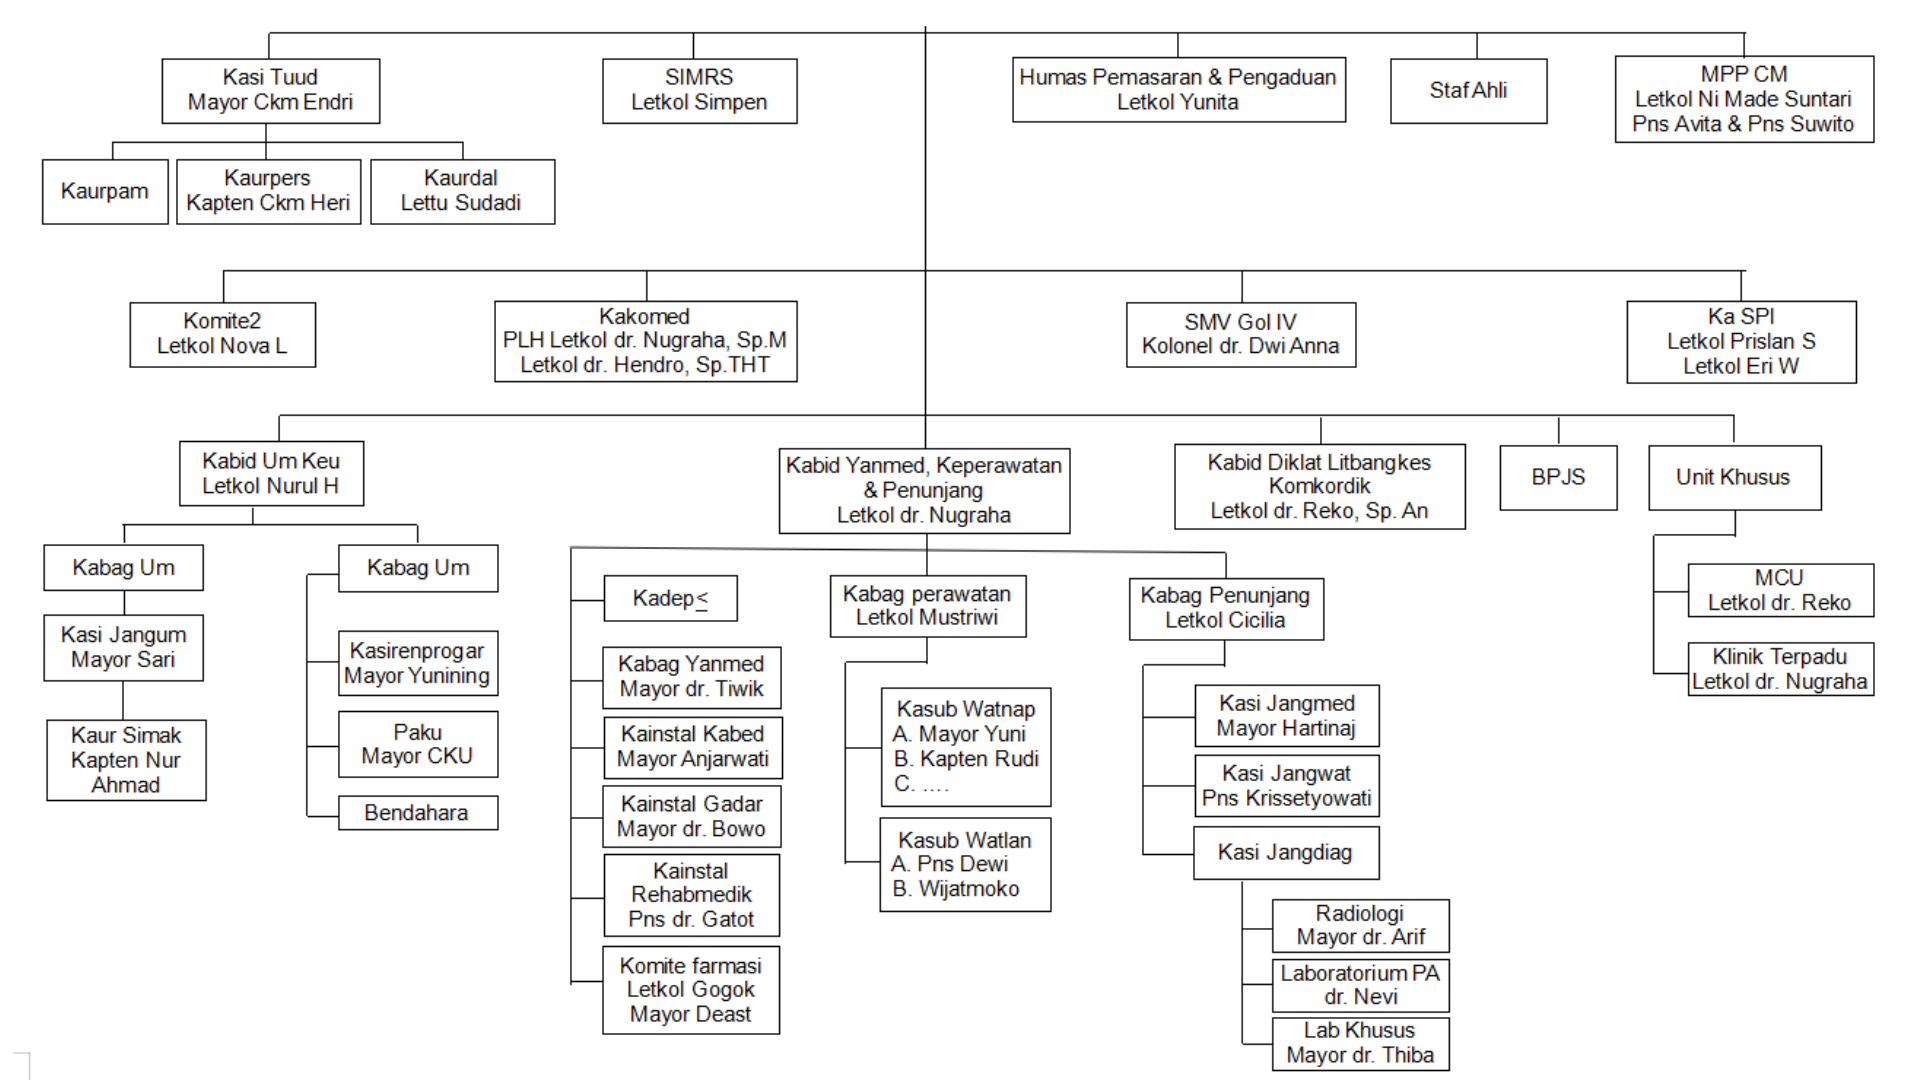 Kasi Tuud
Mayor Ckm Endri
SIMRS
Letkol Simpen
Humas Pemasaran & Pengaduan
Letkol Yunita
Staf Ahli
MPP CM
Letkol Ni Made Suntari
Pns Avita & Pns Suwito
Kaurpam
Kaurpers
Kapten Ckm Heri
Kaurdal
Lettu Sudadi
Komite2
Letkol Nova L
Kakomed
PLH Letkol dr. Nugraha, Sp.M
Letkol dr. Hendro, Sp.THT
SMV Gol IV
Kolonel dr. Dwi Anna
Ka SPI
Letkol Prislan S
Letkol Eri W
Kabid Um Keu
Letkol Nurul H
Kabid Yanmed, Keperawatan
& Penunjang
Letkol dr. Nugraha
Kabid Diklat Litbangkes
Komkordik
Letkol dr. Reko, Sp. An
BPJS
Unit Khusus
Kabag Um
Kasi Jangum
Mayor Sari
Kaur Simak
Kapten Nur
Ahmad
Kabag Um
Kasirenprogar
Mayor Yunining
Paku
Mayor CKU
Bendahara
Kadep<
Kabag Yanmed
Mayor dr. Tiwik
Kainstal Kabed
Mayor Anjarwati
Kainstal Gadar
Mayor dr. Bowo
Kainstal
Rehabmedik
Pns dr. Gatot
Komite farmasi
Letkol Gogok
Mayor Deast
Kabag perawatan
Letkol Mustriwi
Kasub Watnap
A. Mayor Yuni
B. Kapten Rudi
C. ....
Kasub Watlan
A. Pns Dewi
B. Wijatmoko
Kabag Penunjang
Letkol Cicilia
Kasi Jangmed
Mayor Hartinaj
Kasi Jangwat
Pns Krissetyowati
Kasi Jangdiag
Radiologi
Mayor dr. Arif
Laboratorium PA
dr. Nevi
Lab Khusus
Mayor dr. Thiba
MCU
Letkol dr. Reko
Klinik Terpadu
Letkol dr. Nugraha